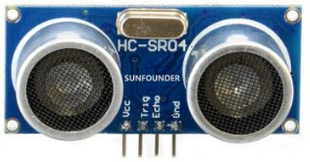 HC-SR04
SUNFOUNDER
Vcc
Trig
Echo
Gnd